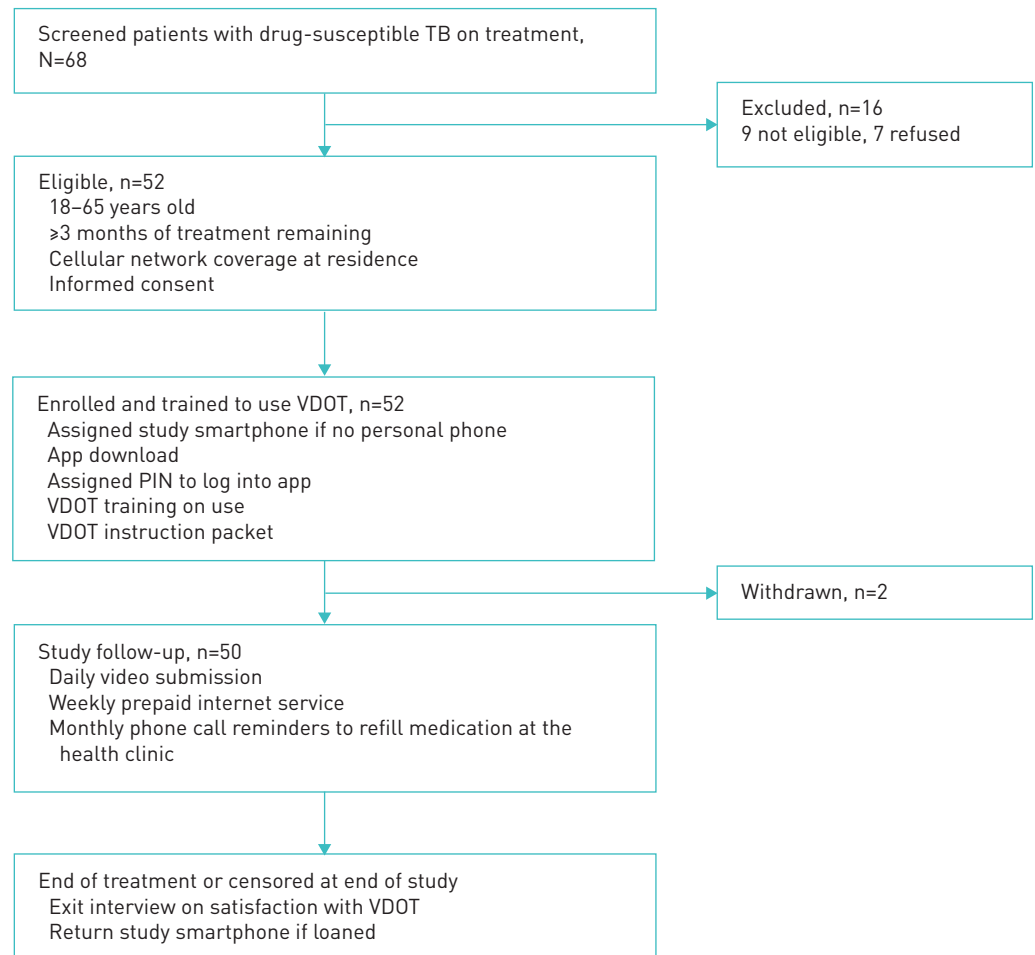 Screened patients with drug-susceptible TB on treatment,
N=68
Excluded, n=16
9 not eligible, 7 refused
Eligible, n=52
18–65 years old
⩾3 months of treatment remaining
Cellular network coverage at residence
Informed consent
Enrolled and trained to use VDOT, n=52
Assigned study smartphone if no personal phone
App download
Assigned PIN to log into app
VDOT training on use
VDOT instruction packet
Withdrawn, n=2
Study follow-up, n=50
Daily video submission
Weekly prepaid internet service
Monthly phone call reminders to refill medication at the
health clinic
End of treatment or censored at end of study
Exit interview on satisfaction with VDOT
Return study smartphone if loaned